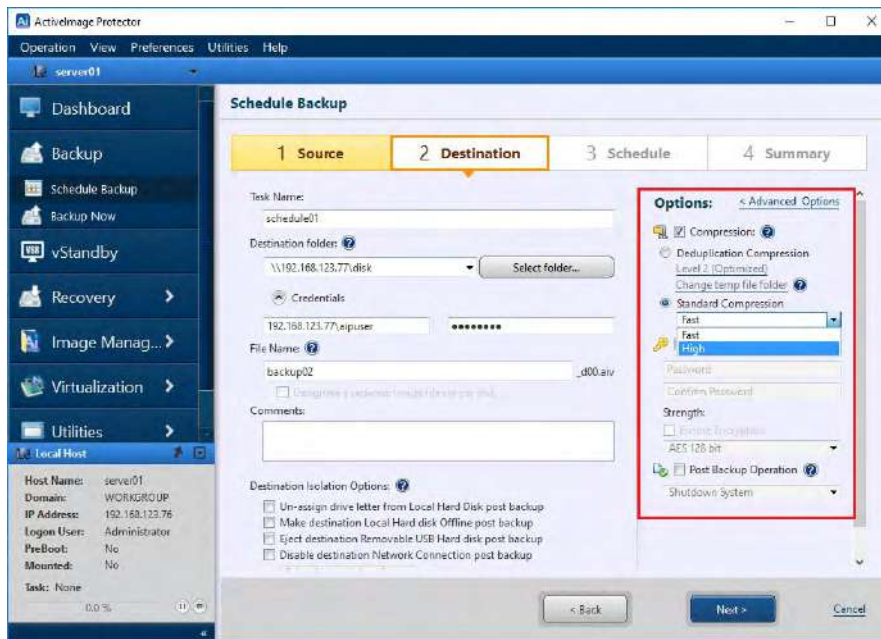 ActiveImage Protector
Operation View Preferences Utilities Help
server01
Dashboard
Backup
Schedule Backup
Backup Now
vStandby
Recovery
Image Manag...
Virtualization
Utilities
Local Host
Host Name: server01
Domain: WORKGROUP
IP Address: 192.168.123.76
Logon User: Administrator
PreBoot: No
Mounted: No
Task: None
0.0 %
Schedule Backup
1 Source
2 Destination
3 Schedule
4 Summary
Task Name:
schedule01
Destination folder:
\\192.168.123.77\disk
Select folder...
Credentials
192.168.123.77\aipuser
File Name:
backup02
_d00.aiv
Comments:
Destination Isolation Options:
Un-assign drive letter from Local Hard Disk post backup
Make destination Local Hard disk Offline post backup
Eject destination Removable USB Hard disk post backup
Disable destination Network Connection post backup
Options: < Advanced Options
Compression:
Deduplication Compression
Level 2 (Optimized)
Change temp file folder
Standard Compression
Fast
Fast
High
Password
Confirm Password
Strength:
Enable Encryption
AES 128 bit
Post Backup Operation
Shutdown System
< Back
Next >
Cancel